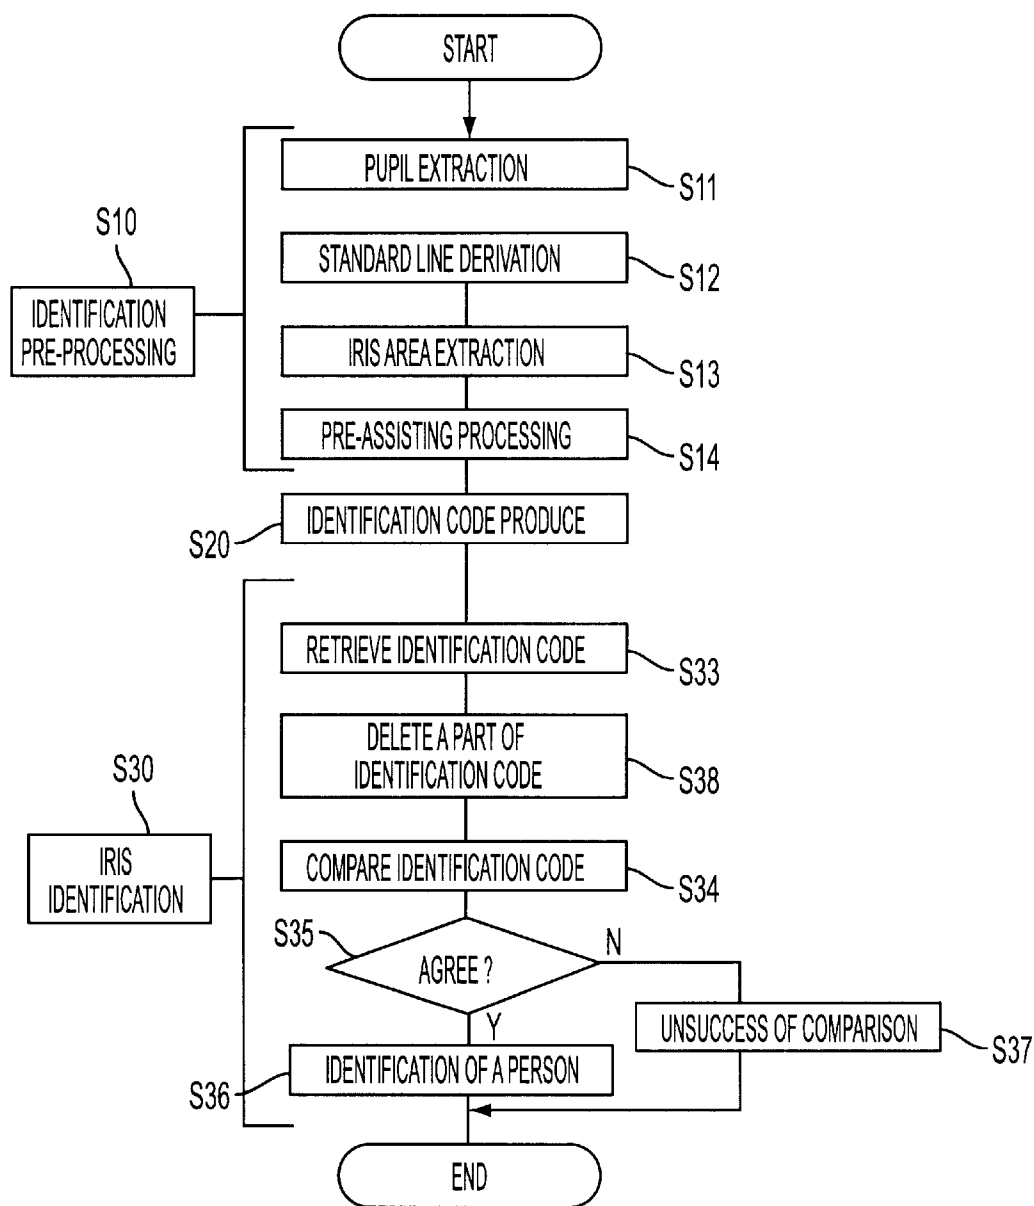 START
PUPIL EXTRACTION
S11
S10
STANDARD LINE DERIVATION
S12
IDENTIFICATION
PRE-PROCESSING
IRIS AREA EXTRACTION
S13
PRE-ASSISTING PROCESSING
S14
IDENTIFICATION CODE PRODUCE
S20
RETRIEVE IDENTIFICATION CODE
S33
DELETE A PART OF
IDENTIFICATION CODE
S38
S30
IRIS
IDENTIFICATION
COMPARE IDENTIFICATION CODE
S34
S35
AGREE ?
N
Y
UNSUCCESS OF COMPARISON
S37
IDENTIFICATION OF A PERSON
S36
END